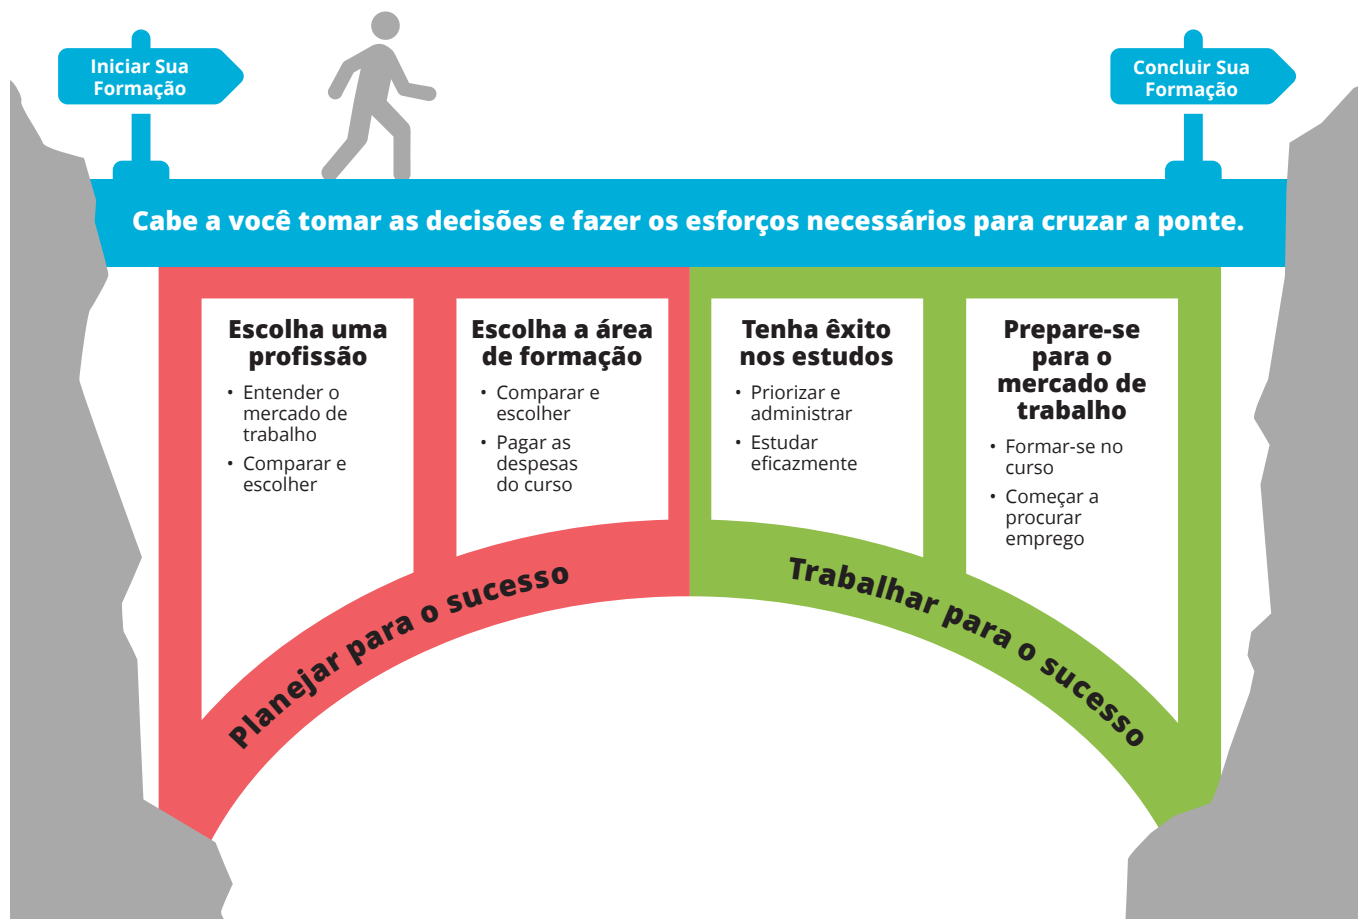 Iniciar Sua
Formação
Concluir Sua
Formação
Cabe a você tomar as decisões e fazer os esforços necessários para cruzar a ponte.
Escolha uma
profissão
• Entender o
mercado de
trabalho
• Comparar e
escolher
Escolha a área
de formação
• Comparar e
escolher
• Pagar as
despesas
do curso
Tenha êxito
nos estudos
• Priorizar e
administrar
• Estudar
eficazmente
Prepare-se
para o
mercado de
trabalho
• Formar-se no
curso
• Começar a
procurar
emprego
Planejar para o sucesso
Trabalhar para o sucesso